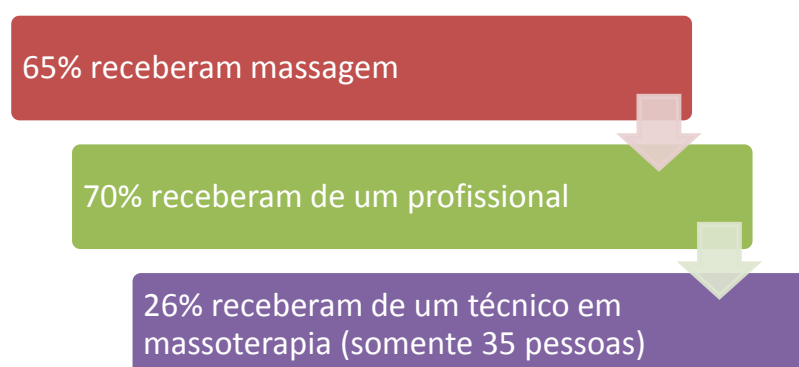 65% receberam massagem
70% receberam de um profissional
26% receberam de um técnico em
massoterapia (somente 35 pessoas)